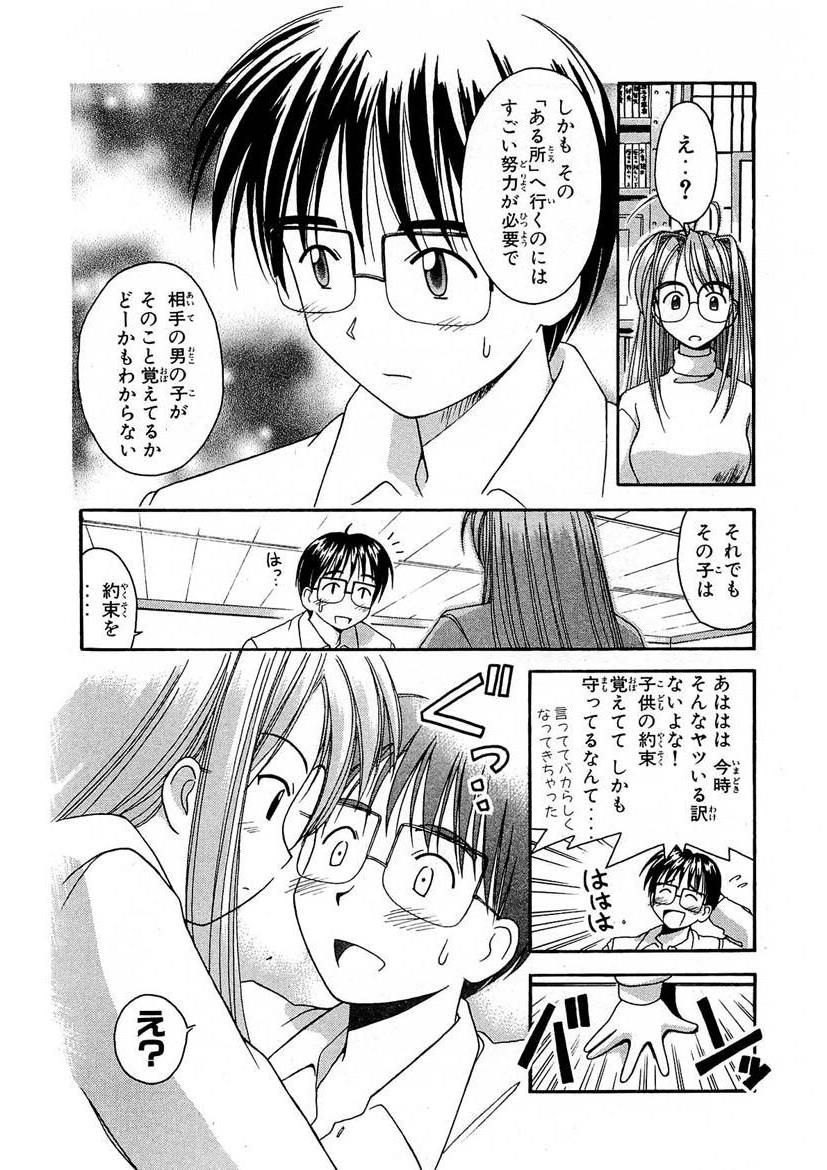 え‥?
しかも その
「ある所」へ行くのには
すごい努力が必要で
相手の男の子が
そのこと覚えてるか
どーかもわからない
それでも
その子は
は?
約束を
‥‥
あははは 今時
そんなヤツいる訳
ないよな!
子供の約束
覚えてて しかも
守ってるなんて‥‥
言っててバカらしく
なってきちゃった
ははは
バンッ
ぐっ‥
え?